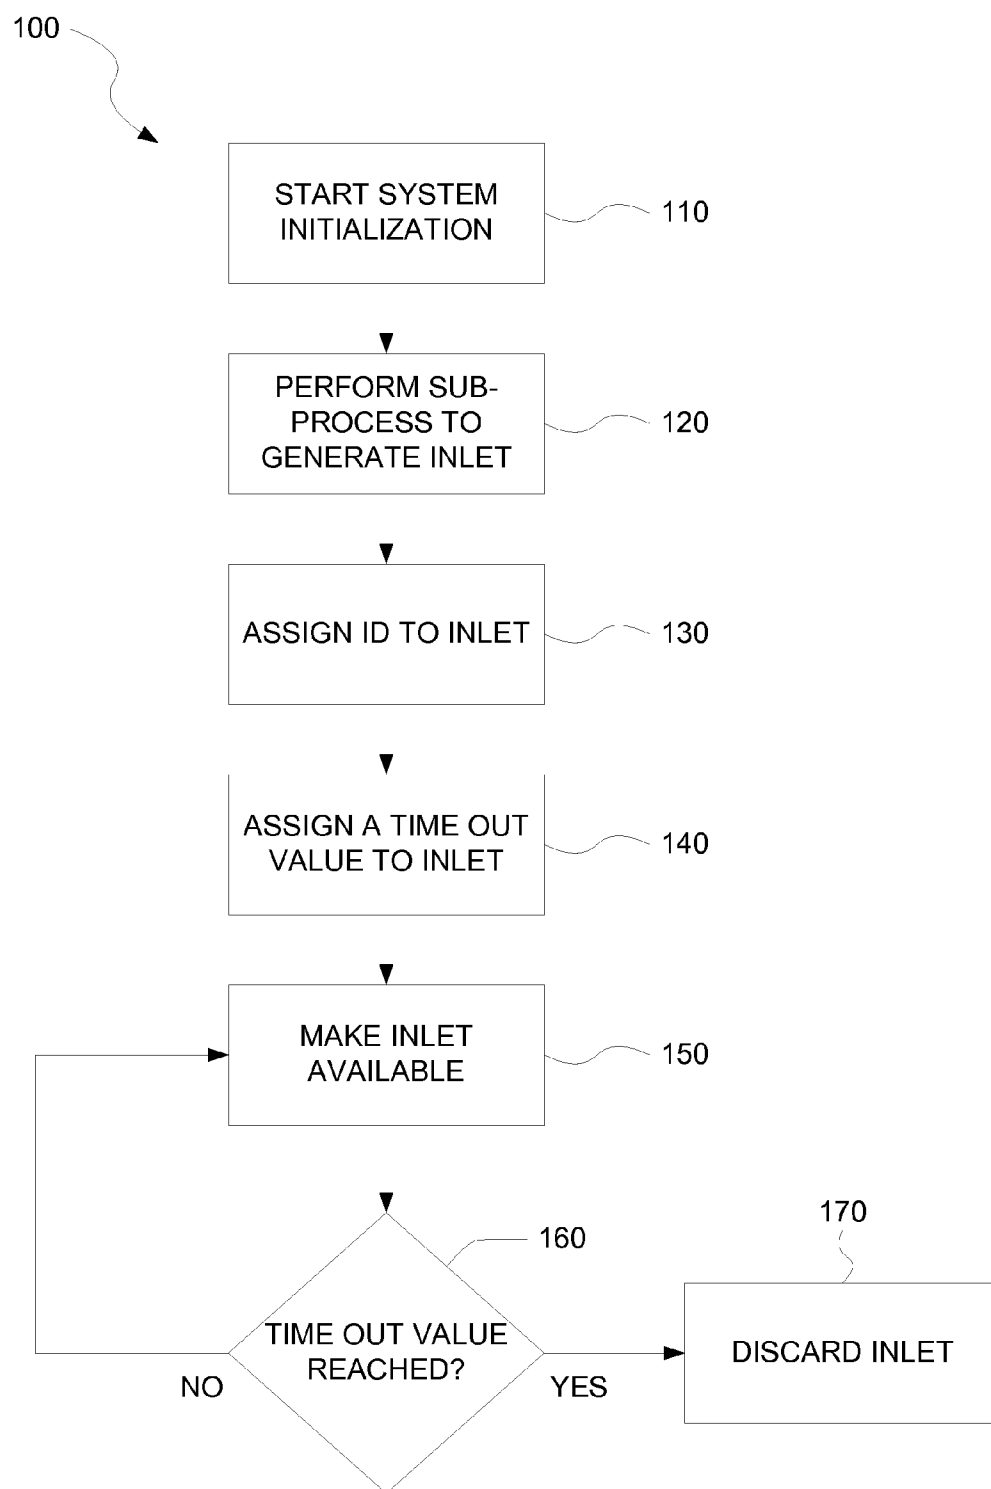 100
START SYSTEM
INITIALIZATION
110
PERFORM SUB-
PROCESS TO
GENERATE INLET
120
ASSIGN ID TO INLET
130
ASSIGN A TIME OUT
VALUE TO INLET
140
MAKE INLET
AVAILABLE
150
160
170
TIME OUT VALUE
REACHED?
DISCARD INLET
NO
YES